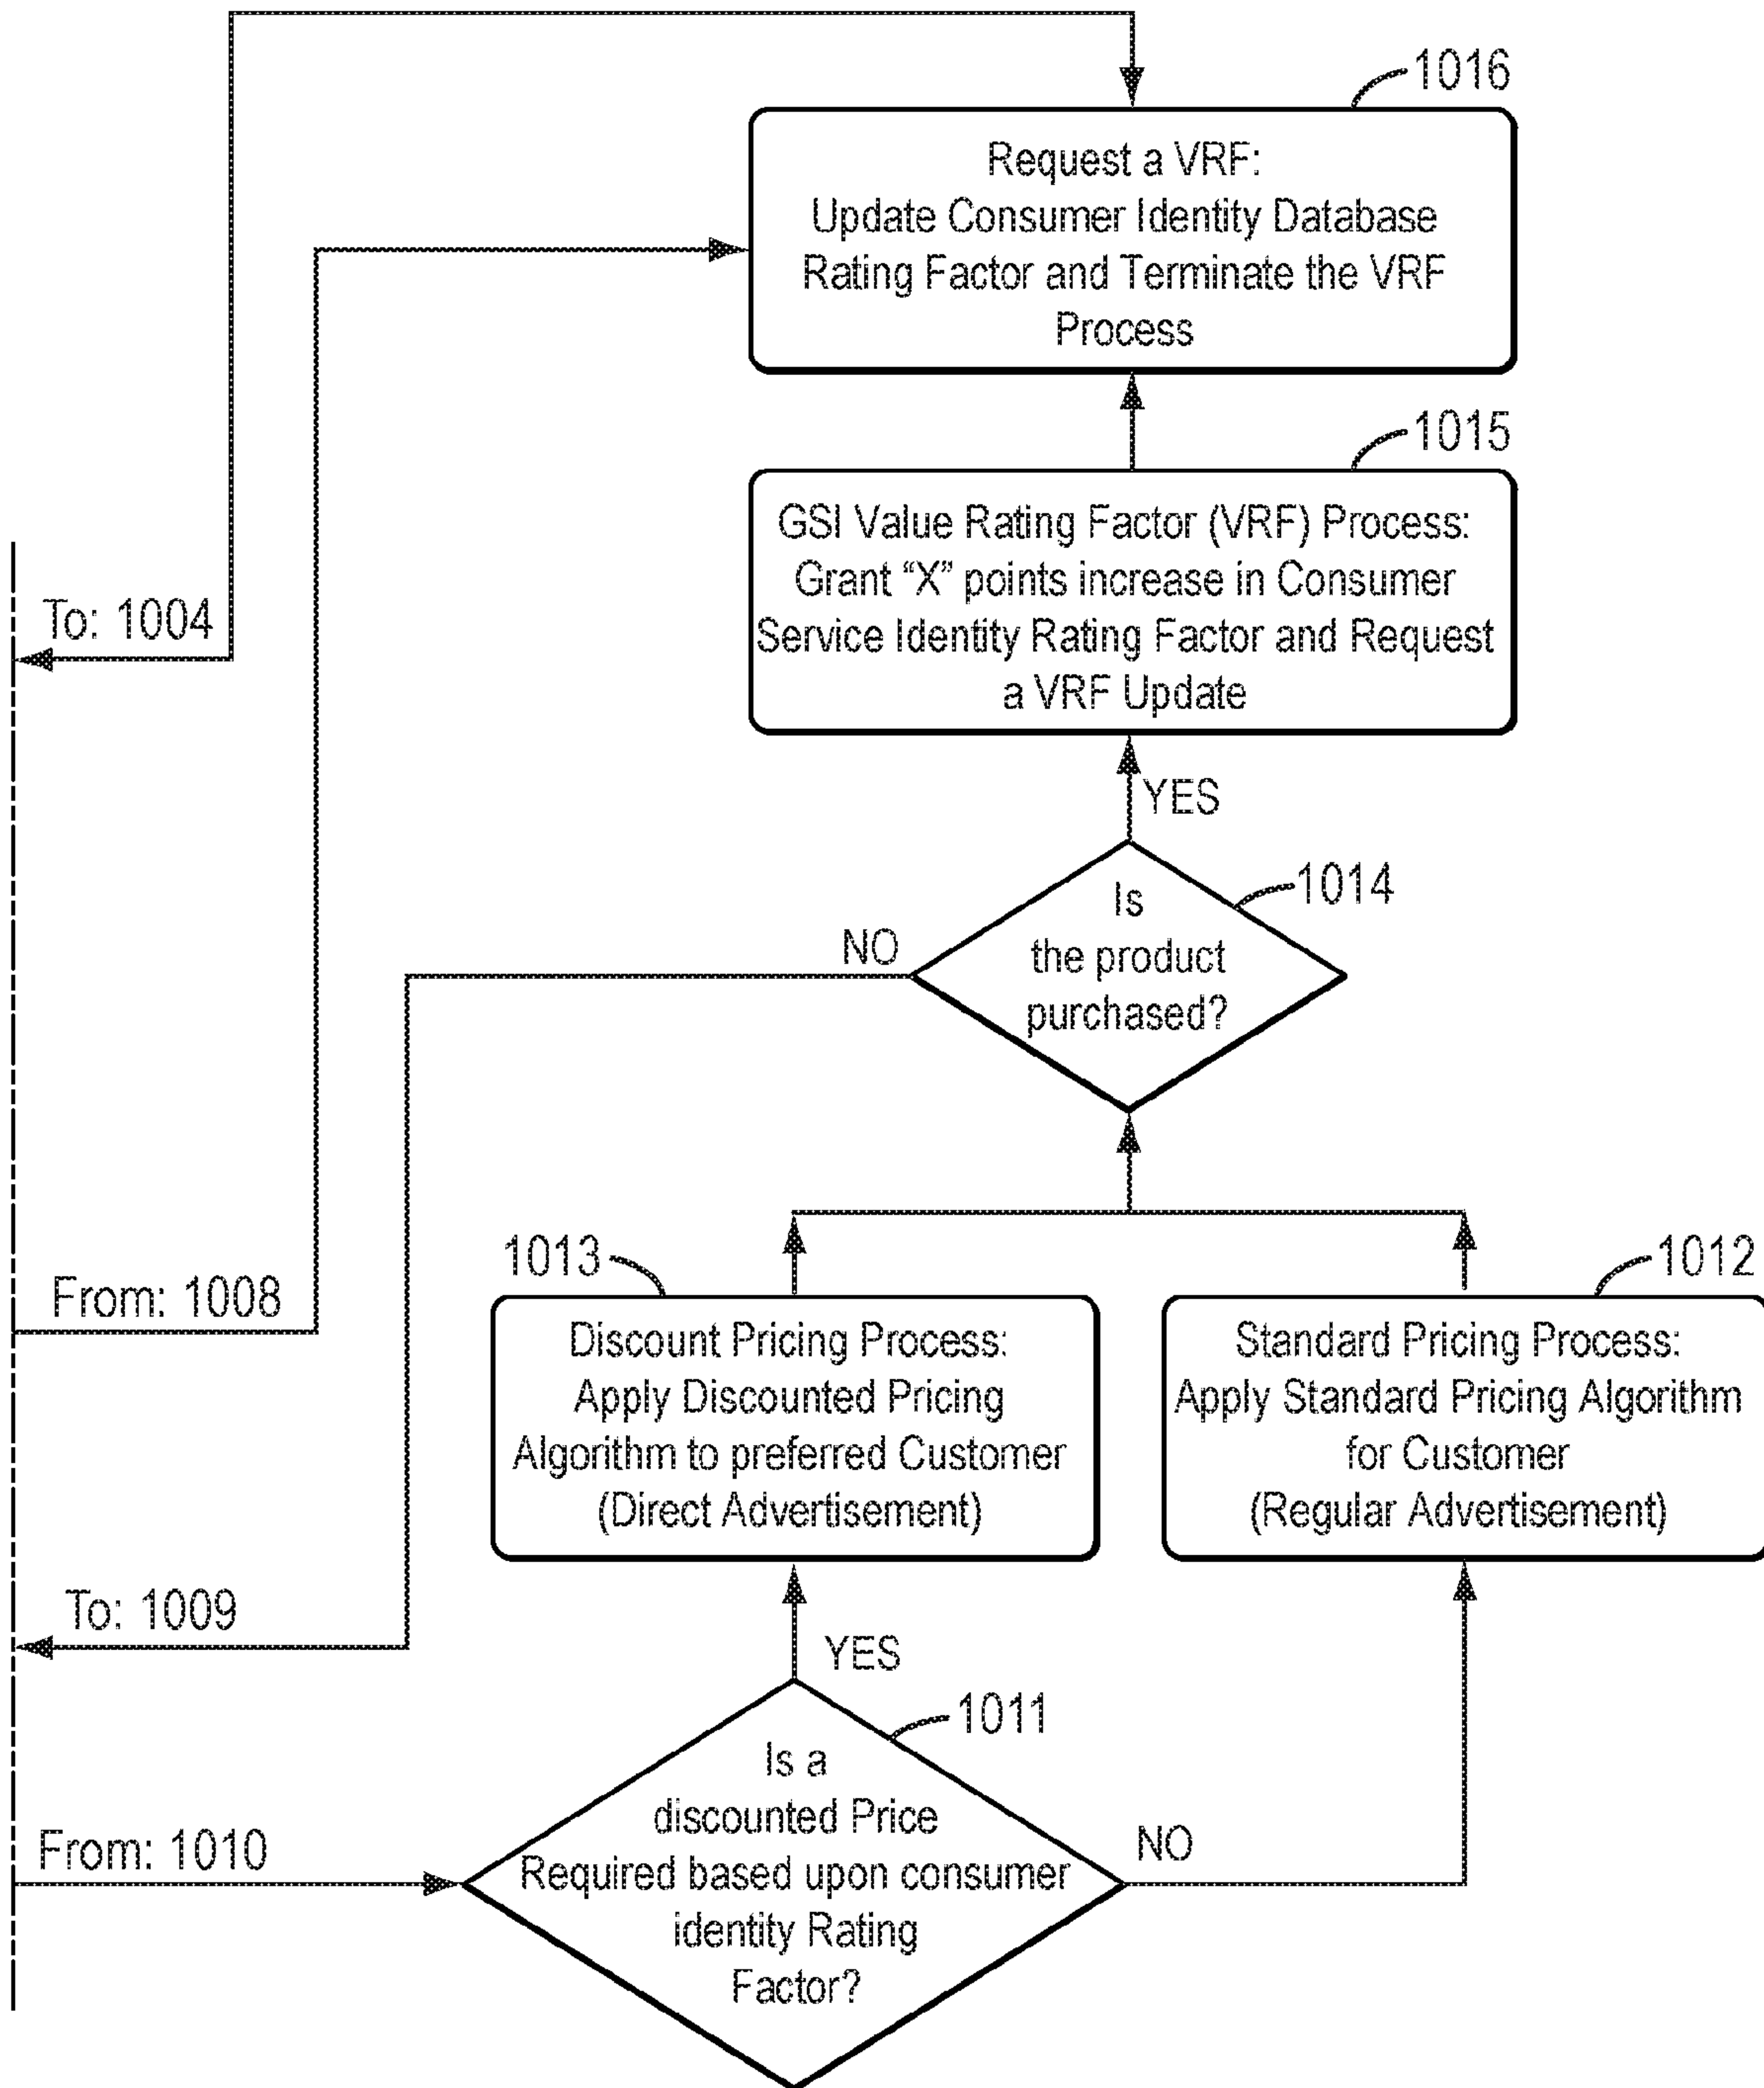 1016
Request a VRF:
Update Consumer Identity Database
Rating Factor and Terminate the VRF
Process
1015
GSI Value Rating Factor (VRF) Process:
Grant “X” points increase in Consumer
Service Identity Rating Factor and Request
a VRF Update
To: 1004
YES
1014
Is
the product
purchased?
NO
1013
1012
From: 1008
Discount Pricing Process:
Apply Discounted Pricing
Algorithm to preferred Customer
(Direct Advertisement)
Standard Pricing Process:
Apply Standard Pricing Algorithm
for Customer
(Regular Advertisement)
To: 1009
YES
1011
Is a
discounted Price
Required based upon consumer
identity Rating
Factor?
NO
From: 1010